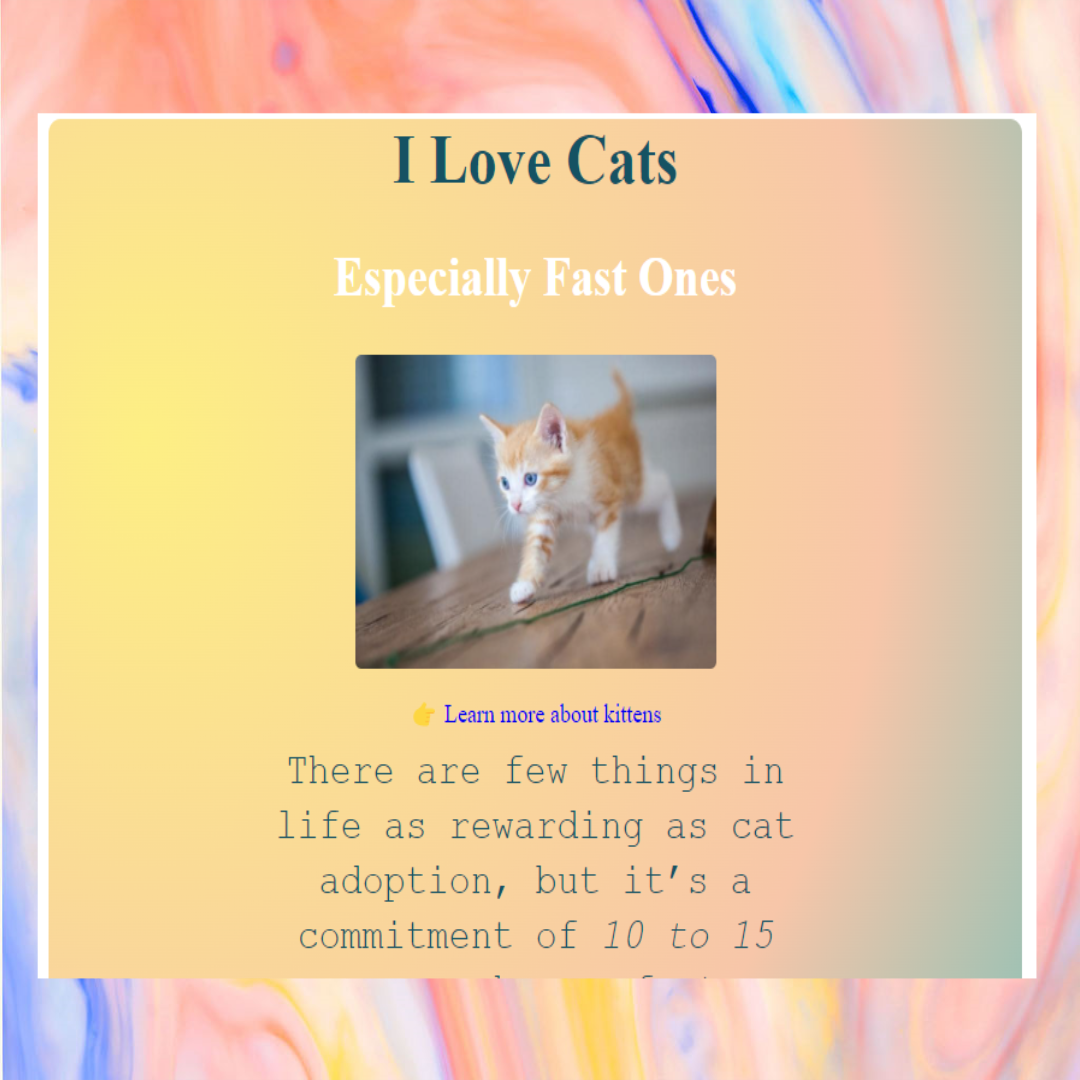 I Love Cats
Especially Fast Ones
👉 Learn more about kittens
There are few things in
life as rewarding as cat
adoption, but it’s a
commitment of 10 to 15